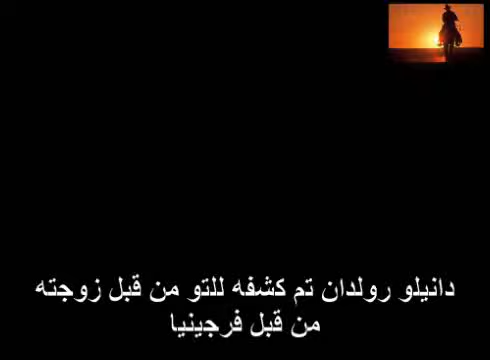 دانيلو رولدان تم كشفه للتو من قبل زوجته
من قبل فرجينيا